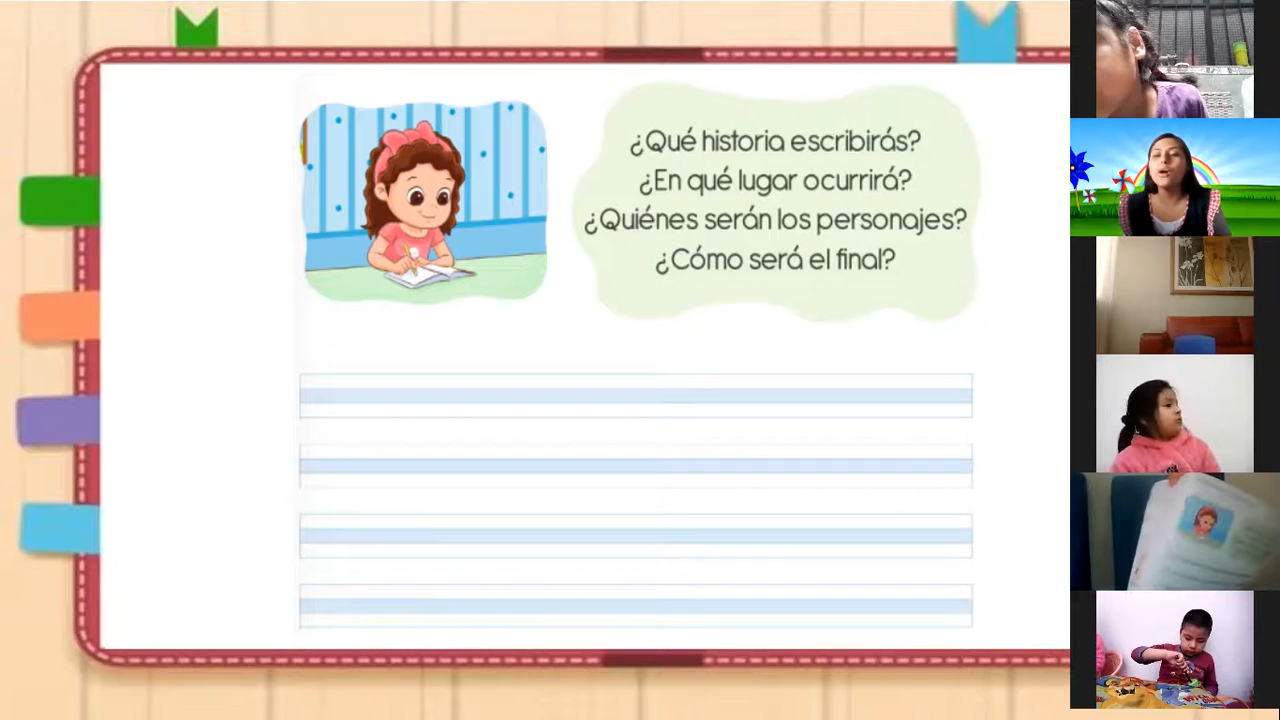 ¿Qué historia escribirás?
¿En qué lugar ocurrirá?
¿Quiénes serán los personajes?
¿Cómo será el final?